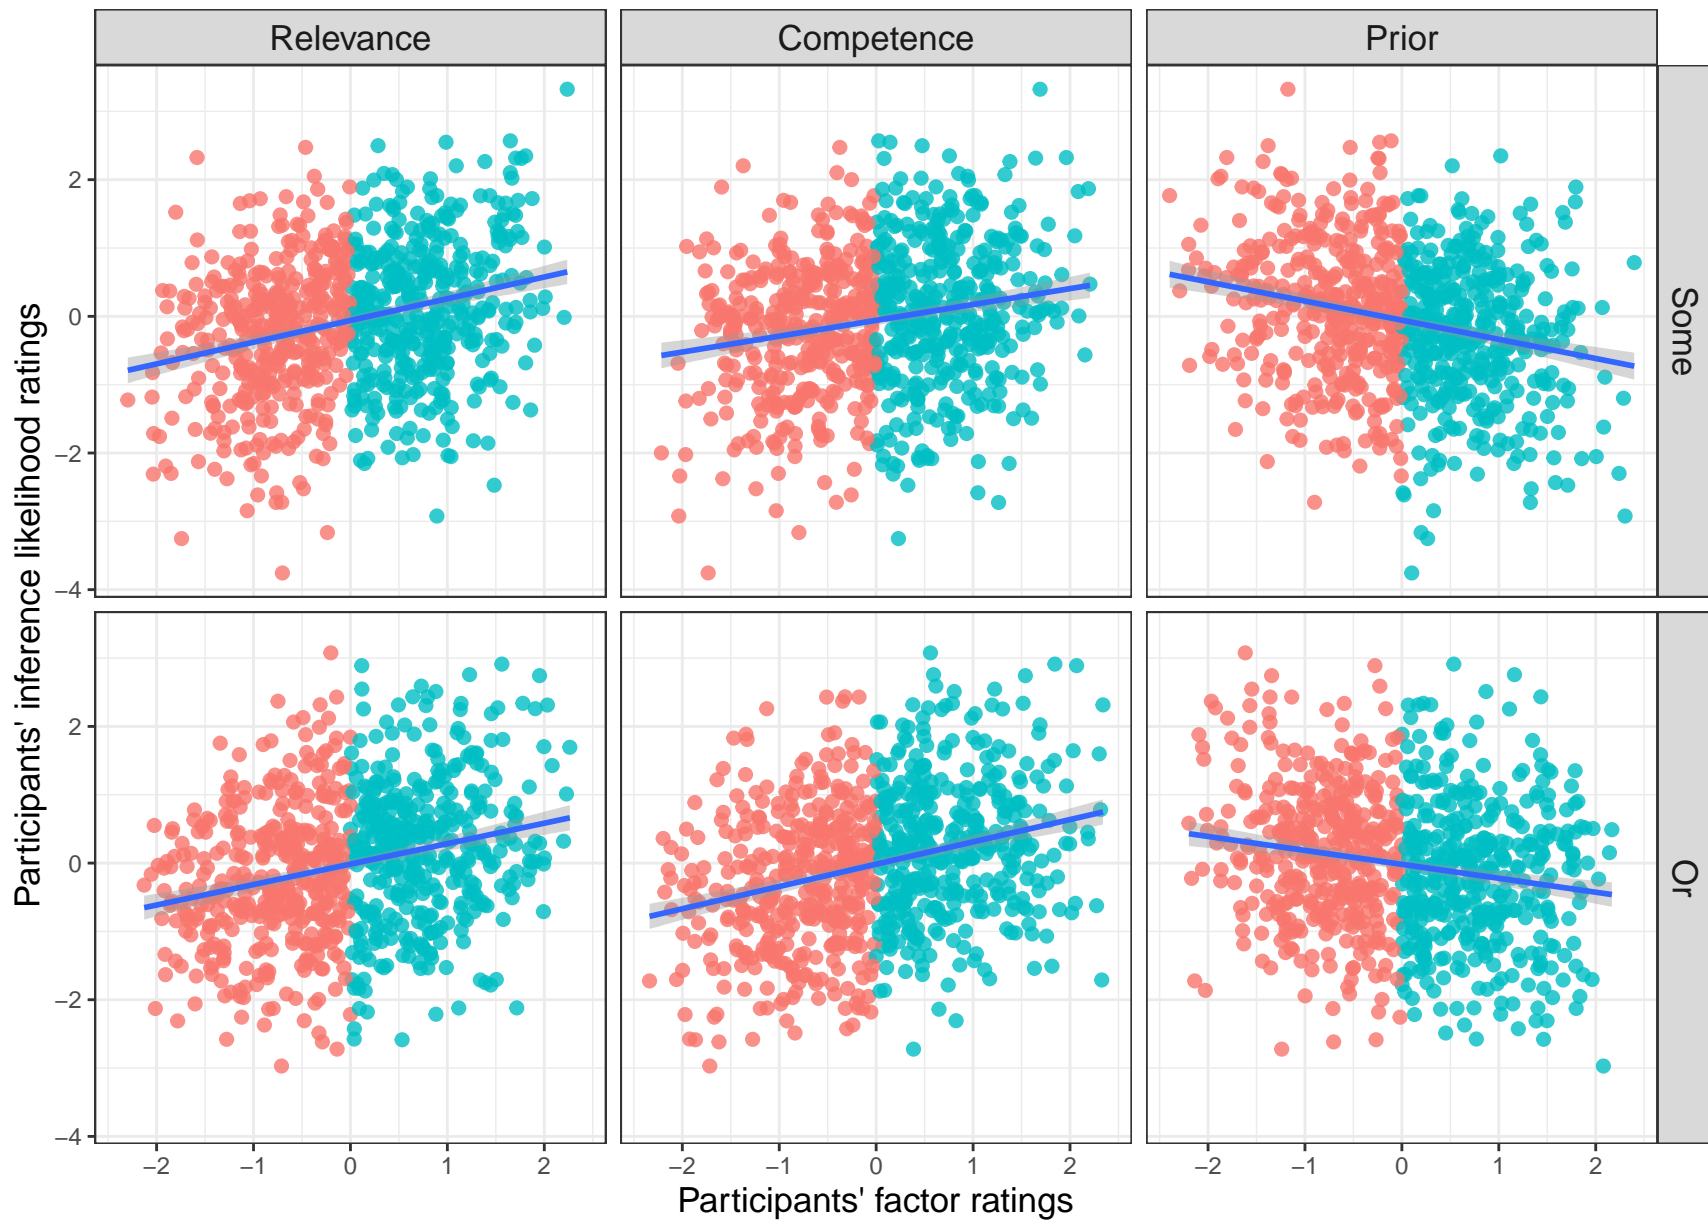 Relevance Competence Prior
Participants' inference likelihood ratings
2
0
−2
−4
Some
2
0
−2
−4
Or
−2 −1 0 1 2 −2 −1 0 1 2 −2 −1 0 1 2
Participants' factor ratings